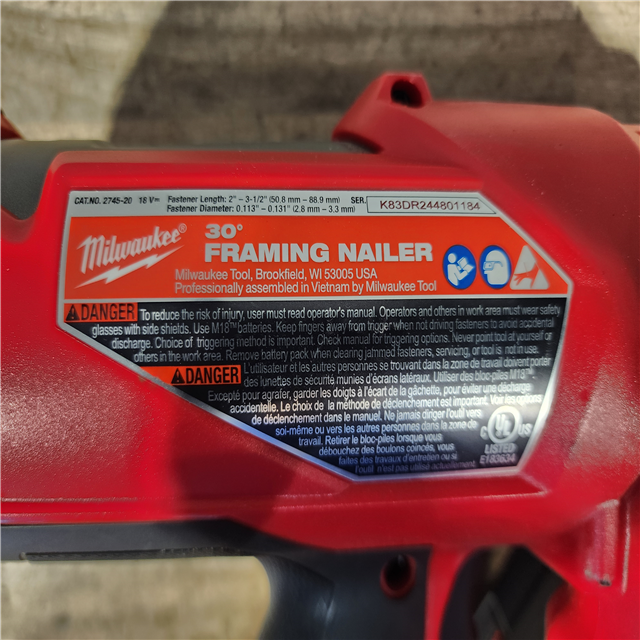 CAT.NO. 2745-20 18 V⎓ Fastener Length: 2" – 3-1/2" (50.8 mm – 88.9 mm) SER. K83DR244801184
Fastener Diameter: 0.113" – 0.131" (2.8 mm – 3.3 mm)
Milwaukee®
30°
FRAMING NAILER
Milwaukee Tool, Brookfield, WI 53005 USA
Professionally assembled in Vietnam by Milwaukee Tool
DANGER To reduce the risk of injury, user must read operator's manual. Operators and others in work area must wear safety
glasses with side shields. Use M18™ batteries. Keep fingers away from trigger when not driving fasteners to avoid accidental
discharge. Choice of triggering method is important. Check manual for triggering options. Never point tool at yourself or
others in the work area. Remove battery pack when clearing jammed fasteners, servicing, or tool is not in use.
DANGER L'utilisateur et les autres personnes se trouvant dans la zone de travail doivent porter
des lunettes de sécurité munies d'écrans latéraux. Utiliser des bloc-piles M18™.
Excepté pour agrafer, garder les doigts à l'écart de la gâchette, pour éviter une décharge
accidentelle. Le choix de la méthode de déclenchement est important. Voir les options
de déclenchement dans le manuel. Ne jamais diriger l'outil vers
soi-même ou vers les autres personnes dans la zone de
travail. Retirer le bloc-piles lorsque vous
débouchez des boulons coincés,
faites des travaux d'entretien ou si
l'outil n'est pas utilisé.
C UL US
LISTED
E183634